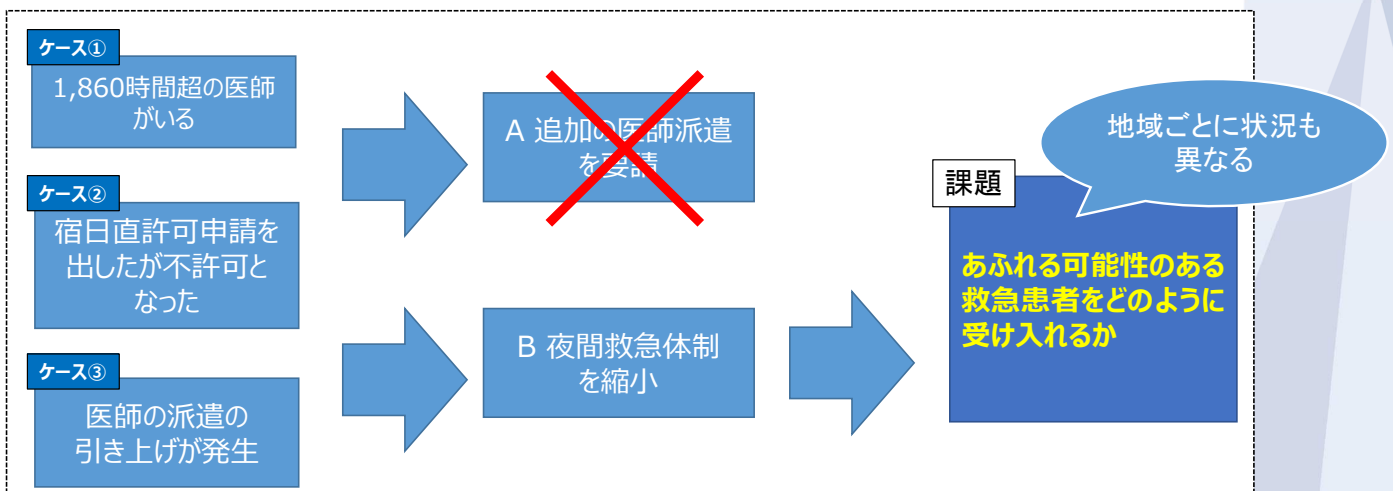 ケース①
1,860時間超の医師
がいる
ケース②
宿日直許可申請を
出したが不許可と
なった
ケース③
医師の派遣の
引き上げが発生
A 追加の医師派遣
を要請
B 夜間救急体制
を縮小
地域ごとに状況も
異なる
課題
あふれる可能性のある
救急患者をどのように
受け入れるか